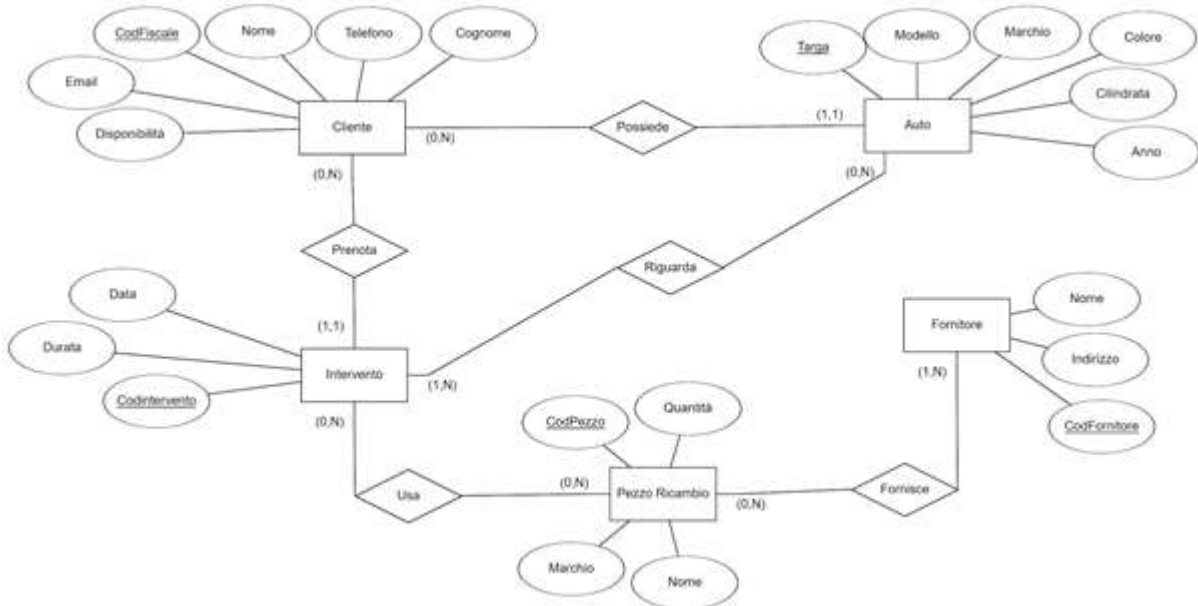 CodFiscale
Nome
Telefono
Cognome
Email
Disponibilità
Cliente
(0,N)
Possiede
(1,1)
Targa
Modello
Marchio
Colore
Cilindrata
Anno
Auto
(0,N)
(0,N)
Prenota
Riguarda
(1,1)
Data
Durata
Codintervento
Intervento
(1,N)
(0,N)
Fornitore
Nome
Indirizzo
CodFornitore
(1,N)
CodPezzo
Quantità
Usa
(0,N)
Pezzo Ricambio
(0,N)
Fornisce
Marchio
Nome